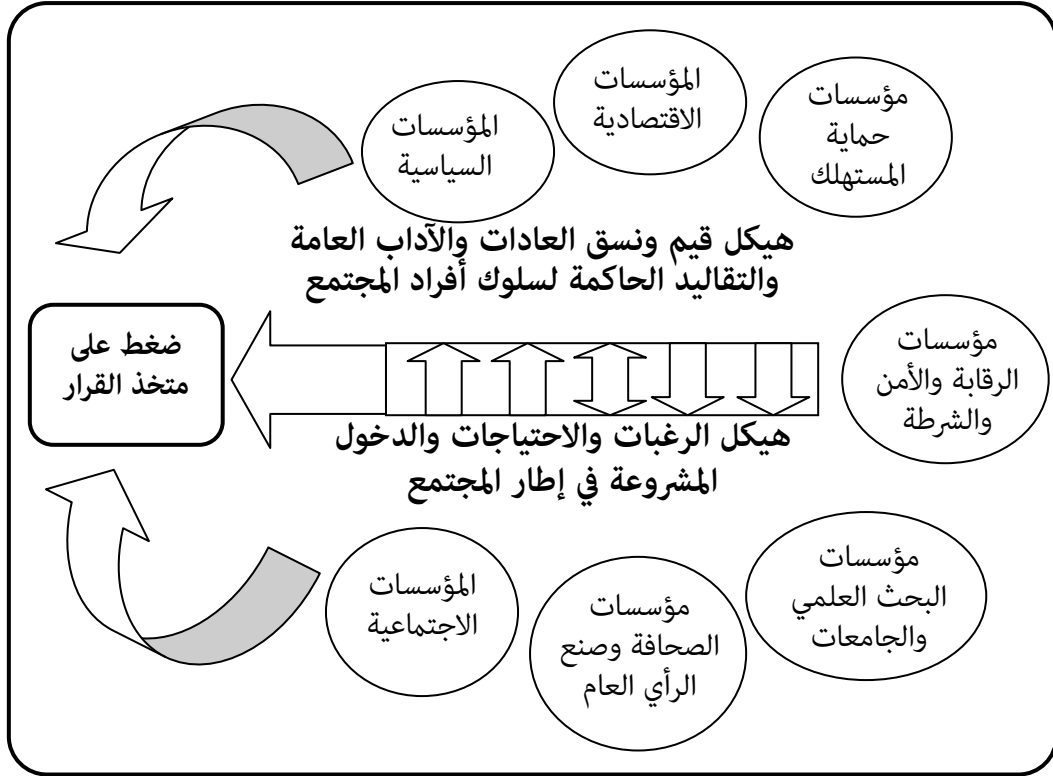 المؤسسات
الاقتصادية
مؤسسات
حماية
المستهلك
المؤسسات
السياسية
هيكل قيم ونسق العادات والآداب العامة
والتقاليد الحاكمة لسلوك أفراد المجتمع
مؤسسات
الرقابة والأمن
والشرطة
ضغط على
متخذ القرار
هيكل الرغبات والاحتياجات والدخول
المشروعة في إطار المجتمع
مؤسسات
البحث العلمي
والجامعات
مؤسسات
الصحافة وصنع
الرأي العام
المؤسسات
الاجتماعية